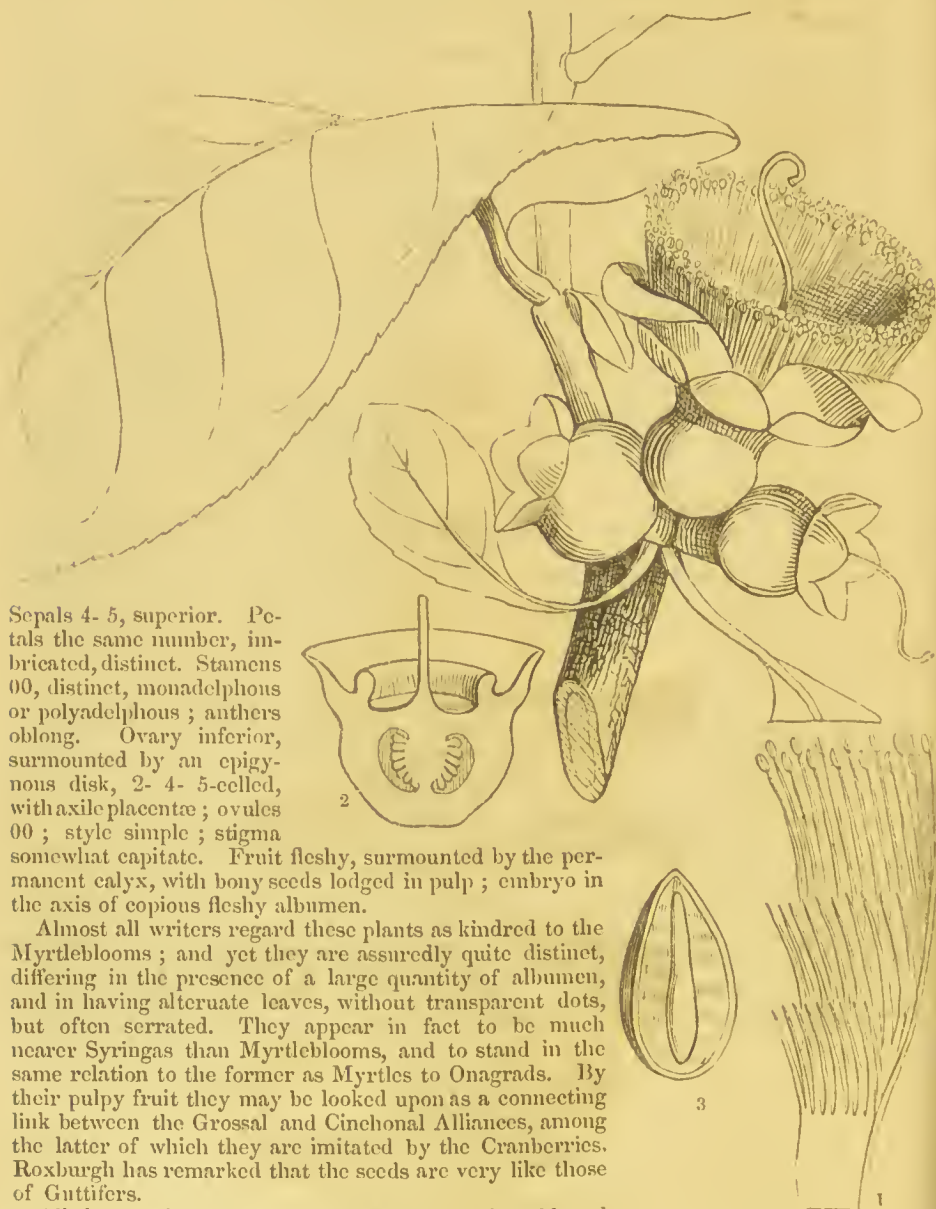 Sepals 4- 5, superior. Pe-
tals the same number, im-
bricated, distinct. Stamens
00, distinct, monadelphous
or polyadelphous ; anthers
oblong. Ovary inferior,
surmounted by an epigy-
nous disk, 2- 4- 5-celled,
with axile placentæ ; ovules
00 ; style simple ; stigma
somewhat capitate. Fruit fleshy, surmounted by the per-
manent calyx, with bony seeds lodged in pulp ; embryo in
the axis of copious fleshy albumen.
Almost all writers regard these plants as kindred to the
Myrtleblooms ; and yet they are assuredly quite distinct,
differing in the presence of a large quantity of albumen,
and in having alternate leaves, without transparent dots,
but often serrated. They appear in fact to be much
nearer Syringas than Myrtleblooms, and to stand in the
same relation to the former as Myrtles to Onagrads. By
their pulpy fruit they may be looked upon as a connecting
link between the Grossal and Cinchonal Alliances, among
the latter of which they are imitated by the Cranberries.
Roxburgh has remarked that the seeds are very like those
of Guttifers.
2
3
1